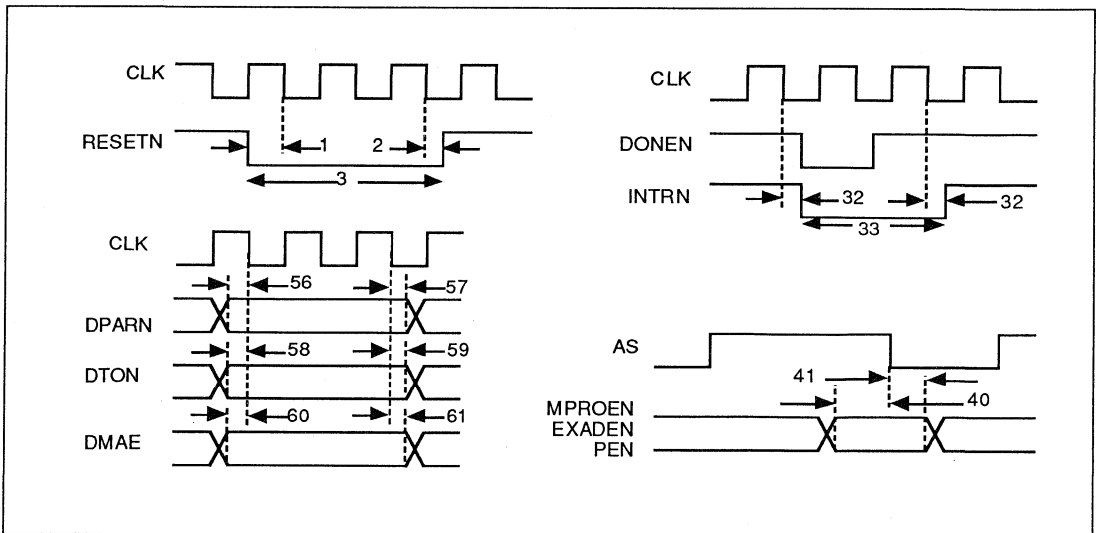 CLK
RESETN
1
2
3
CLK
56
57
DPARN
58
59
DTON
60
61
DMAE
CLK
DONEN
INTRN
32
32
33
AS
41
40
MPROEN
EXADEN
PEN